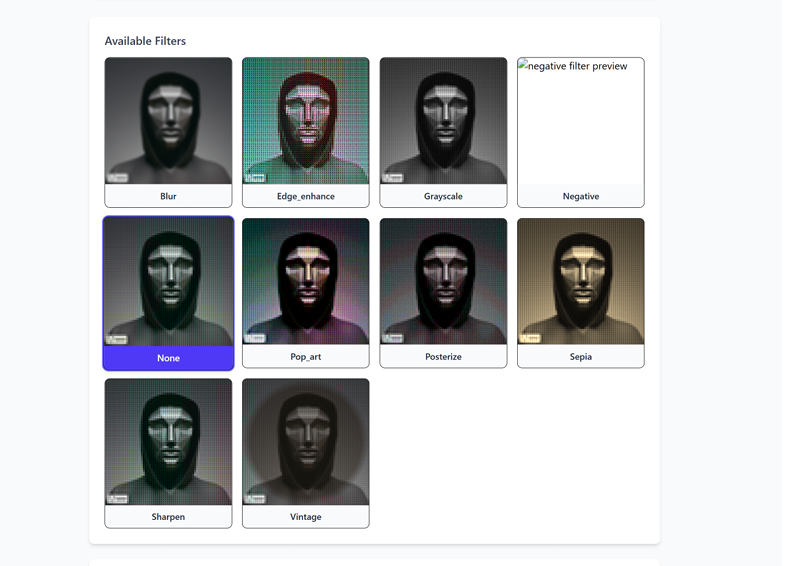 Available Filters
negative filter preview
Blur
Edge_enhance
Grayscale
Negative
None
Pop_art
Posterize
Sepia
Sharpen
Vintage